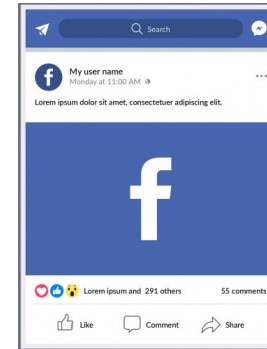 Search
f
My user name
Monday at 11:00 AM
Lorem ipsum dolor sit amet, consectetuer adipiscing elit.
f
Lorem ipsum and 291 others 55 comments
Like Comment Share